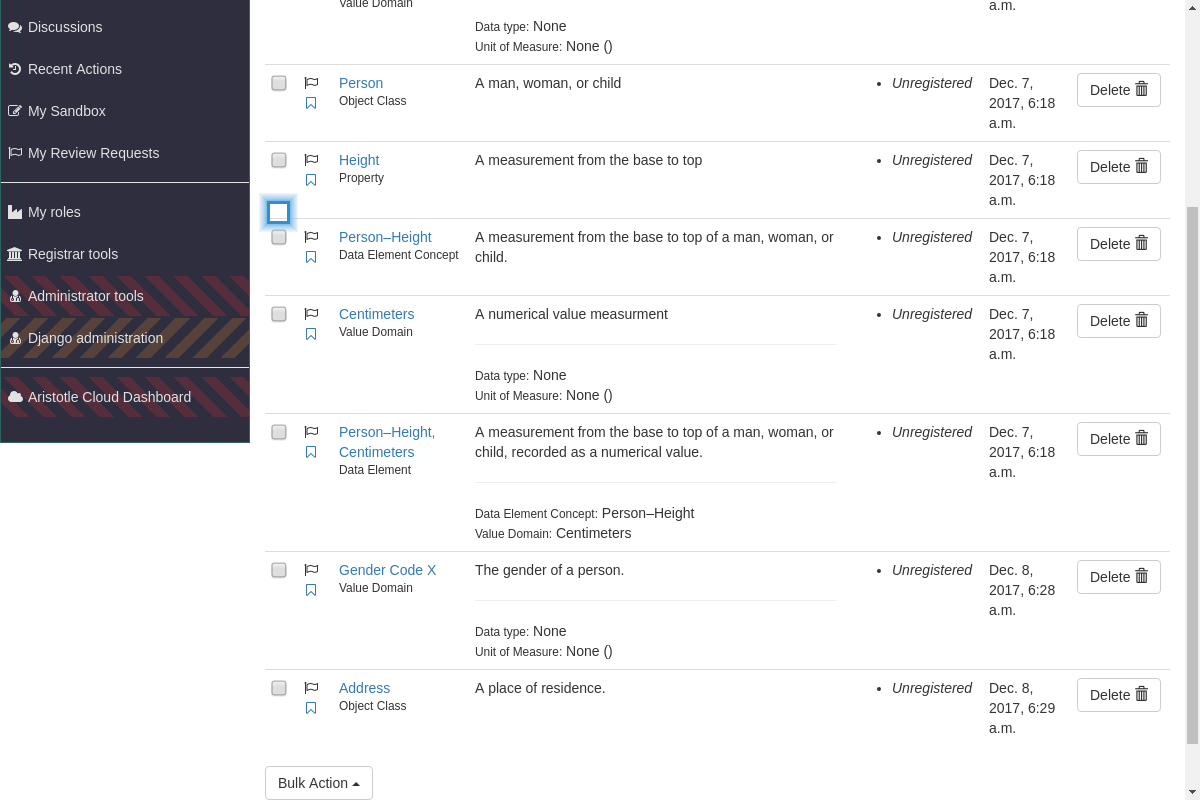 Discussions
Recent Actions
My Sandbox
My Review Requests
My roles
Registrar tools
Administrator tools
Django administration
Aristotle Cloud Dashboard
Value Domain
a.m.
Data type: None
Unit of Measure: None ()
Person
Object Class
A man, woman, or child
• Unregistered
Dec. 7,
2017, 6:18
a.m.
Delete
Height
Property
A measurement from the base to top
• Unregistered
Dec. 7,
2017, 6:18
a.m.
Delete
Person–Height
Data Element Concept
A measurement from the base to top of a man, woman, or
child.
• Unregistered
Dec. 7,
2017, 6:18
a.m.
Delete
Centimeters
Value Domain
A numerical value measurment
Data type: None
Unit of Measure: None ()
• Unregistered
Dec. 7,
2017, 6:18
a.m.
Delete
Person–Height,
Centimeters
Data Element
A measurement from the base to top of a man, woman, or
child, recorded as a numerical value.
Data Element Concept: Person–Height
Value Domain: Centimeters
• Unregistered
Dec. 7,
2017, 6:18
a.m.
Delete
Gender Code X
Value Domain
The gender of a person.
Data type: None
Unit of Measure: None ()
• Unregistered
Dec. 8,
2017, 6:28
a.m.
Delete
Address
Object Class
A place of residence.
• Unregistered
Dec. 8,
2017, 6:29
a.m.
Delete
Bulk Action